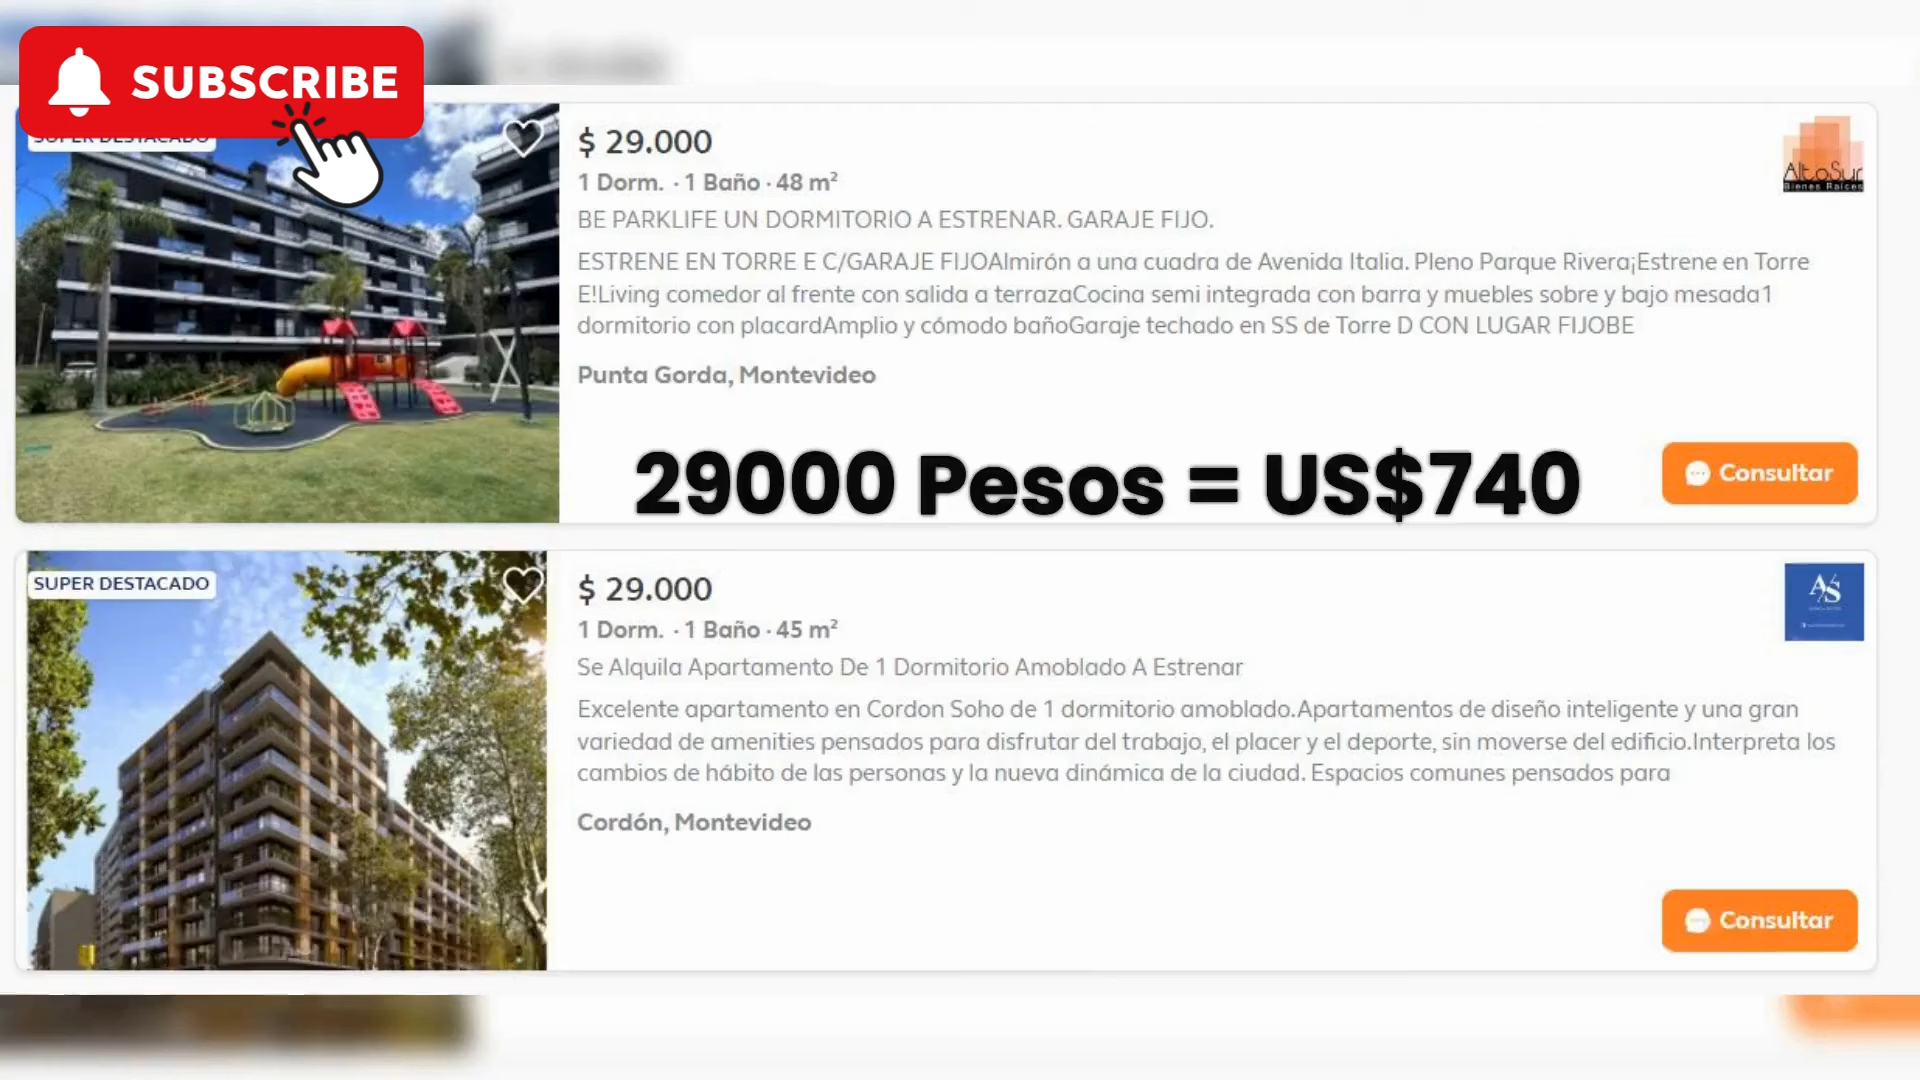 SUBSCRIBE
SUPER DESTACADO
$ 29.000
1 Dorm. · 1 Baño · 48 m²
BE PARKLIFE UN DORMITORIO A ESTRENAR. GARAJE FIJO.
ESTRENE EN TORRE E C/GARAJE FIJOAlmirón a una cuadra de Avenida Italia. Pleno Parque Rivera¡Estrene en Torre
E!Living comedor al frente con salida a terrazaCocina semi integrada con barra y muebles sobre y bajo mesada1
dormitorio con placardAmplio y cómodo bañoGaraje techado en SS de Torre D CON LUGAR FIJOBE
Punta Gorda, Montevideo
AltoSur
Bienes Raíces
29000 Pesos = US$740
Consultar
SUPER DESTACADO
$ 29.000
1 Dorm. · 1 Baño · 45 m²
Se Alquila Apartamento De 1 Dormitorio Amoblado A Estrenar
Excelente apartamento en Cordon Soho de 1 dormitorio amoblado.Apartamentos de diseño inteligente y una gran
variedad de amenities pensados para disfrutar del trabajo, el placer y el deporte, sin moverse del edificio.Interpreta los
cambios de hábito de las personas y la nueva dinámica de la ciudad. Espacios comunes pensados para
Cordón, Montevideo
A/S
Consultar